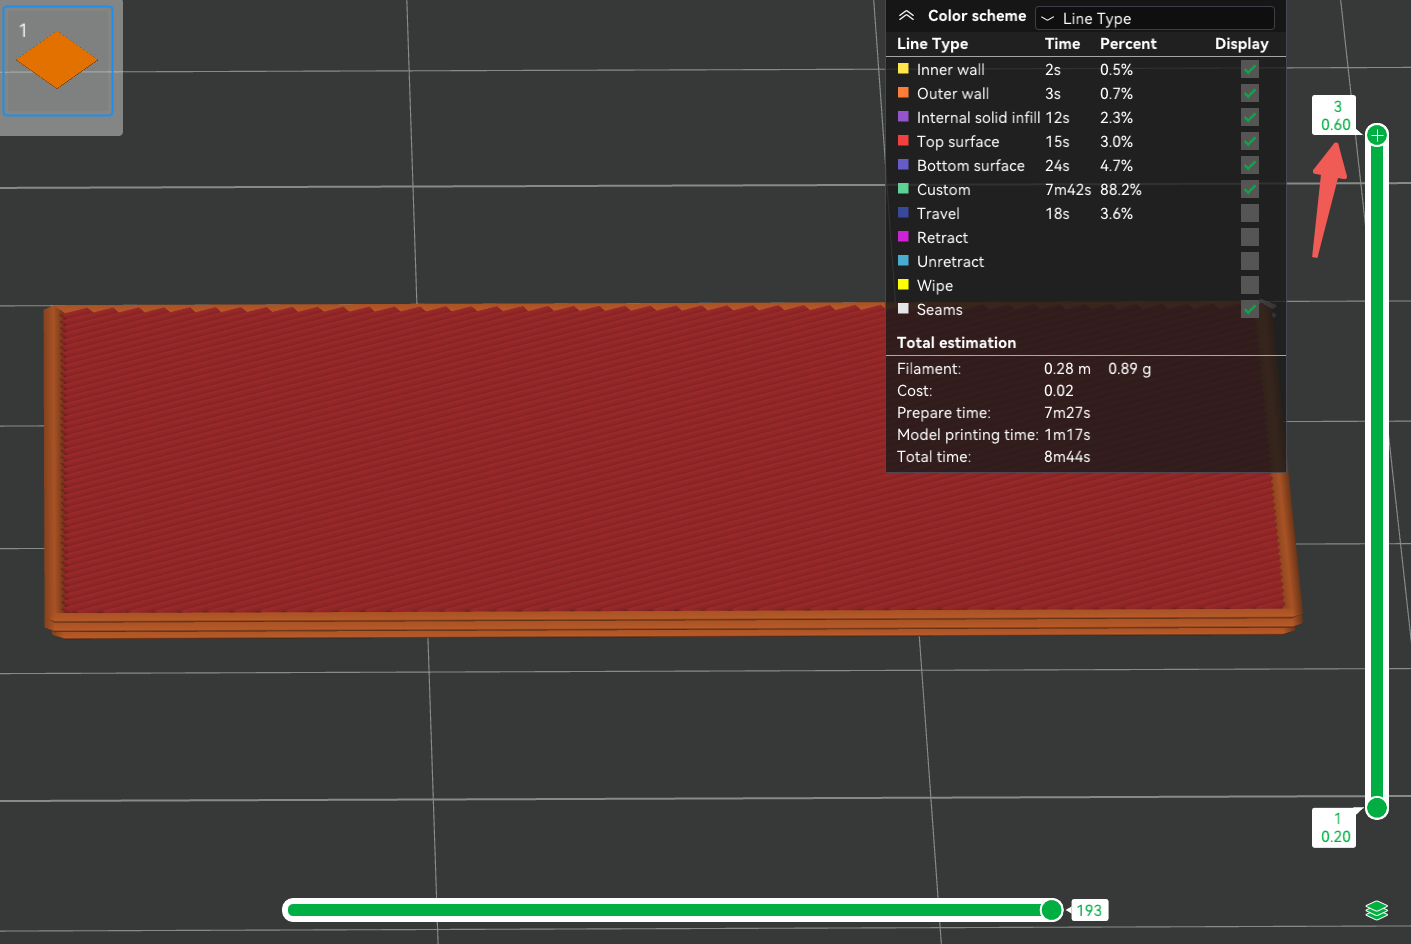 1
Color scheme Line Type
Line Type Time Percent Display
Inner wall 2s 0.5%
Outer wall 3s 0.7%
Internal solid infill 12s 2.3%
Top surface 15s 3.0%
Bottom surface 24s 4.7%
Custom 7m42s 88.2%
Travel 18s 3.6%
Retract
Unretract
Wipe
Seams
Total estimation
Filament: 0.28 m 0.89 g
Cost: 0.02
Prepare time: 7m27s
Model printing time: 1m17s
Total time: 8m44s
3
0.60
1
0.20
193